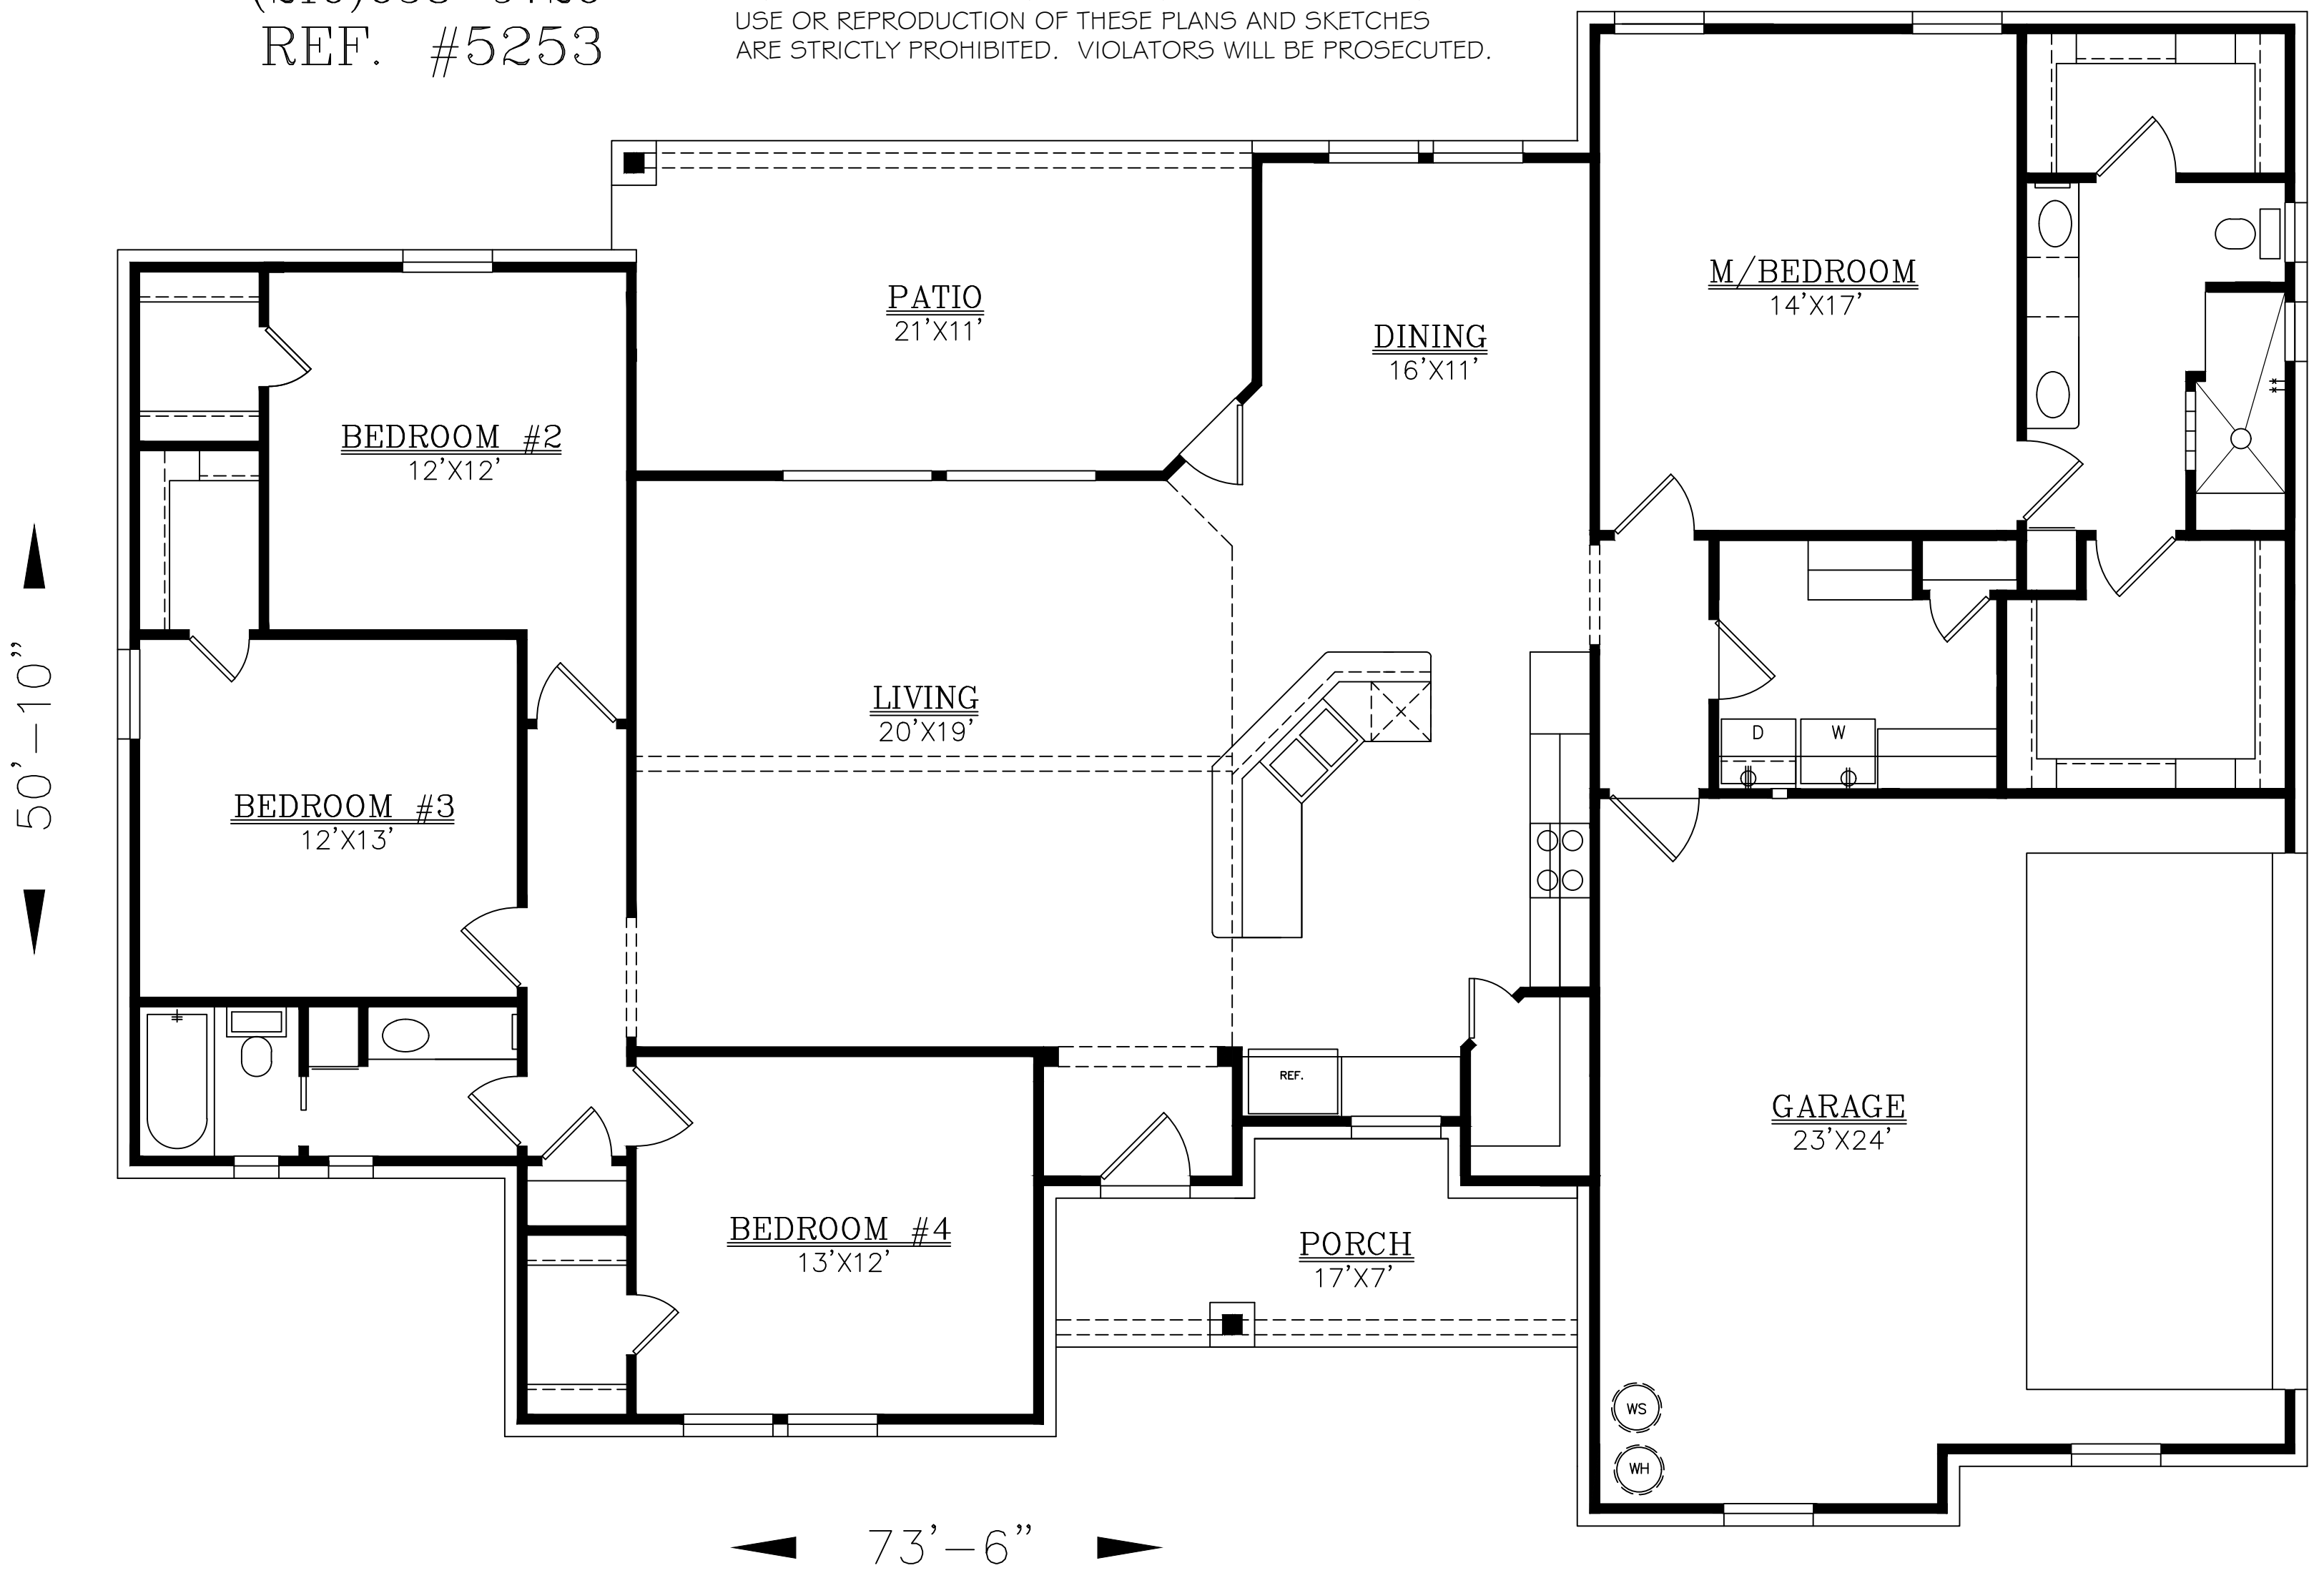 REF. #5253
USE OR REPRODUCTION OF THESE PLANS AND SKETCHES
ARE STRICTLY PROHIBITED. VIOLATORS WILL BE PROSECUTED.
M/BEDROOM
14'X17'
PATIO
21'X11'
DINING
16'X11'
BEDROOM #2
12'X12'
LIVING
20'X19'
D
W
BEDROOM #3
12'X13'
50'-10"
REF.
GARAGE
23'X24'
BEDROOM #4
13'X12'
PORCH
17'X7'
WS
WH
73'-6"